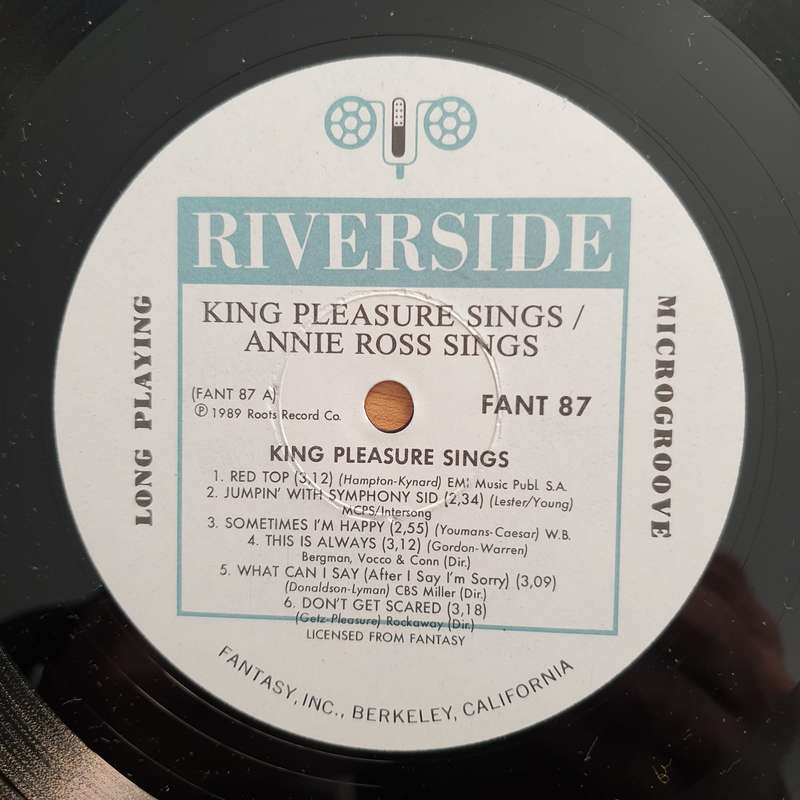 RIVERSIDE
KING PLEASURE SINGS /
ANNIE ROSS SINGS
LONG PLAYING
MICROGROOVE
(FANT 87 A)
℗ 1989 Roots Record Co.
FANT 87
KING PLEASURE SINGS
1. RED TOP (3,12) (Hampton-Kynard) EMI Music Publ. S.A.
2. JUMPIN' WITH SYMPHONY SID (2,34) (Lester/Young)
MCPS/Intersong
3. SOMETIMES I'M HAPPY (2,55) (Youmans-Caesar) W.B.
4. THIS IS ALWAYS (3,12) (Gordon-Warren)
Bergman, Vocco & Conn (Dir.)
5. WHAT CAN I SAY (After I Say I'm Sorry) (3,09)
(Donaldson-Lyman) CBS Miller (Dir.)
6. DON'T GET SCARED (3,18)
(Getz-Pleasure) Rockaway (Dir.)
LICENSED FROM FANTASY
FANTASY, INC., BERKELEY, CALIFORNIA